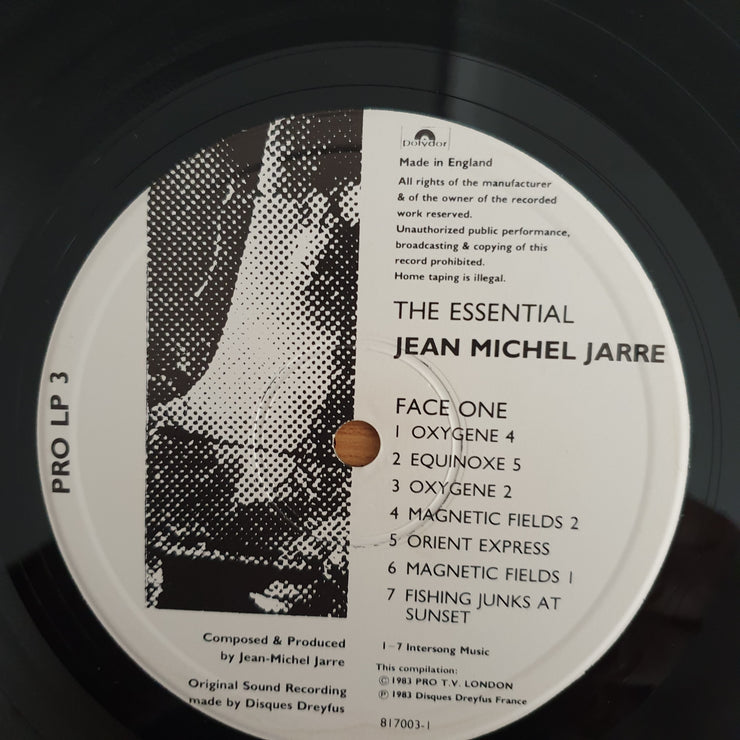 Polydor
Made in England
All rights of the manufacturer
& of the owner of the recorded
work reserved.
Unauthorized public performance,
broadcasting & copying of this
record prohibited.
Home taping is illegal.
THE ESSENTIAL
JEAN MICHEL JARRE
PRO LP 3
FACE ONE
1 OXYGENE 4
2 EQUINOXE 5
3 OXYGENE 2
4 MAGNETIC FIELDS 2
5 ORIENT EXPRESS
6 MAGNETIC FIELDS 1
7 FISHING JUNKS AT
SUNSET
Composed & Produced
by Jean-Michel Jarre
Original Sound Recording
made by Disques Dreyfus
1-7 Intersong Music
This compilation:
© 1983 PRO T.V. LONDON
℗ 1983 Disques Dreyfus France
817003-1